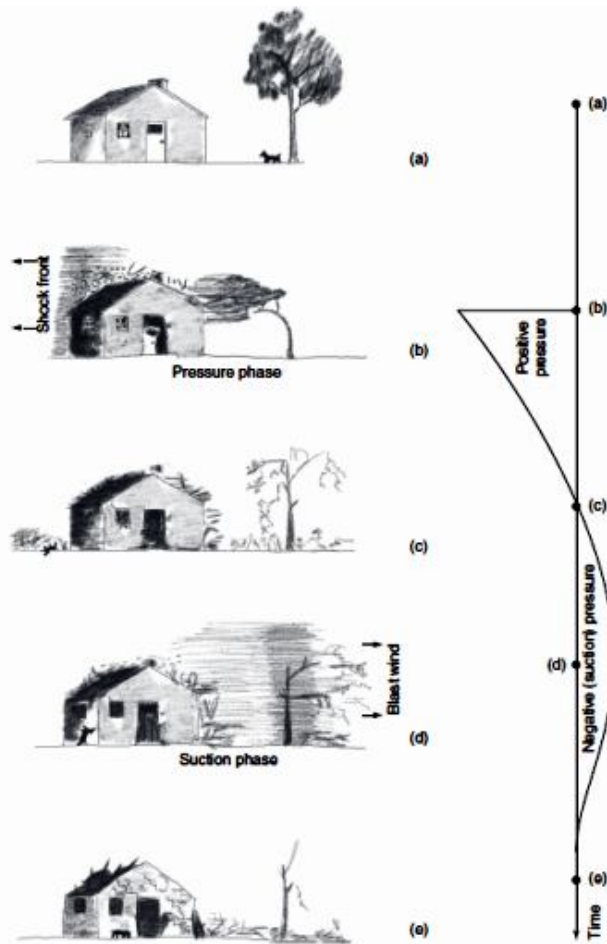 (a)
(a)
Shock front
(b)
Pressure phase
(b)
Positive
pressure
(c)
(c)
Blast wind
(d)
Suction phase
(d)
Negative (suction) pressure
(e)
(e)
Time